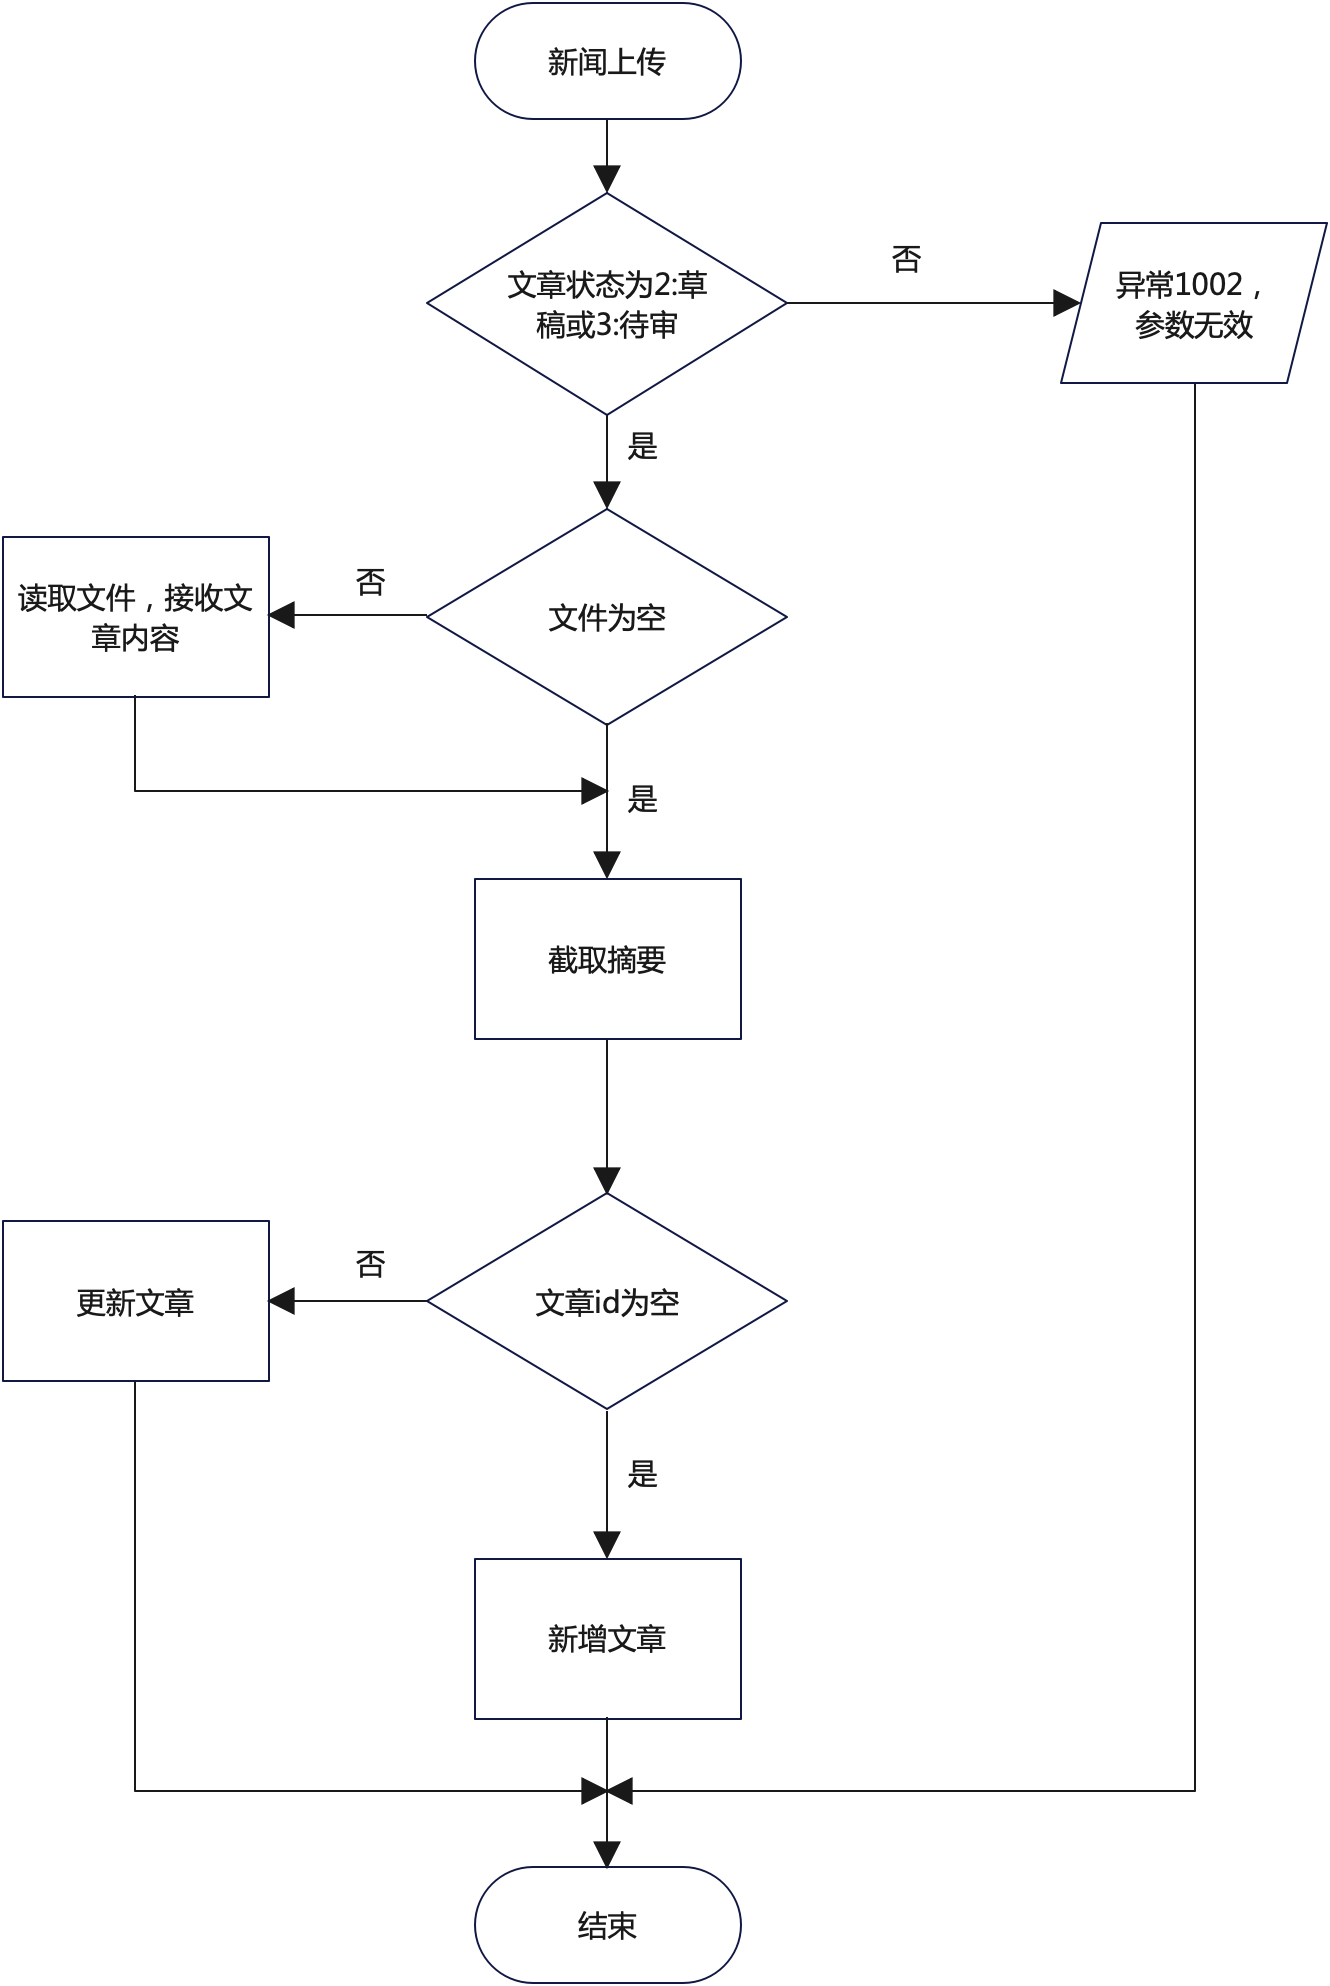 新闻上传
文章状态为2:草
稿或3:待审
否
异常1002，
参数无效
是
读取文件，接收文
章内容
否
文件为空
是
截取摘要
更新文章
否
文章id为空
是
新增文章
结束